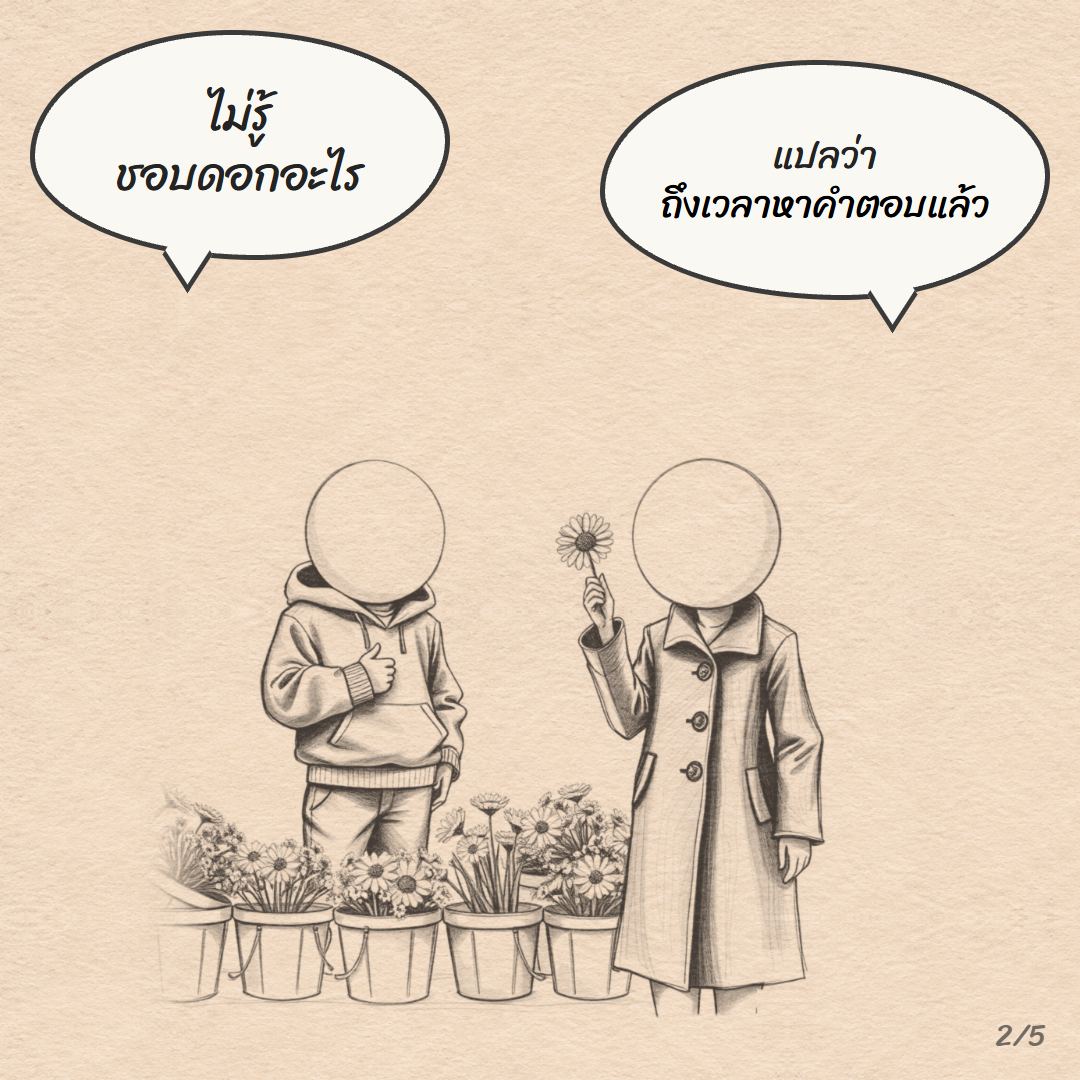 ไม่รู้
ชอบดอกอะไร
แปลว่า
ถึงเวลาหาคำตอบแล้ว
2/5